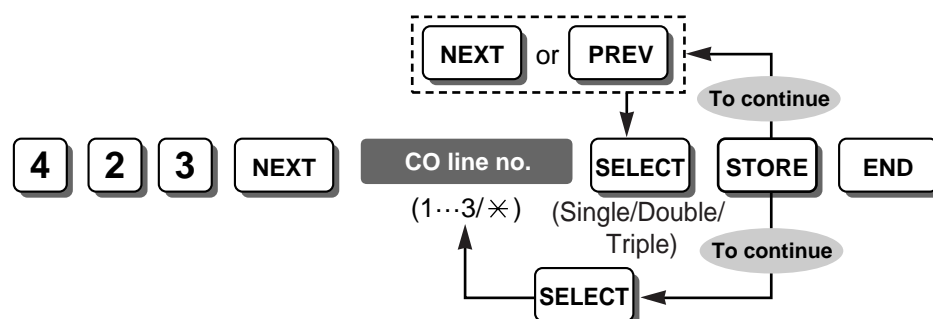 NEXT or PREV
To continue
4 2 3 NEXT CO line no. SELECT STORE END
(1···3/✳) (Single/Double/
Triple)
To continue
SELECT